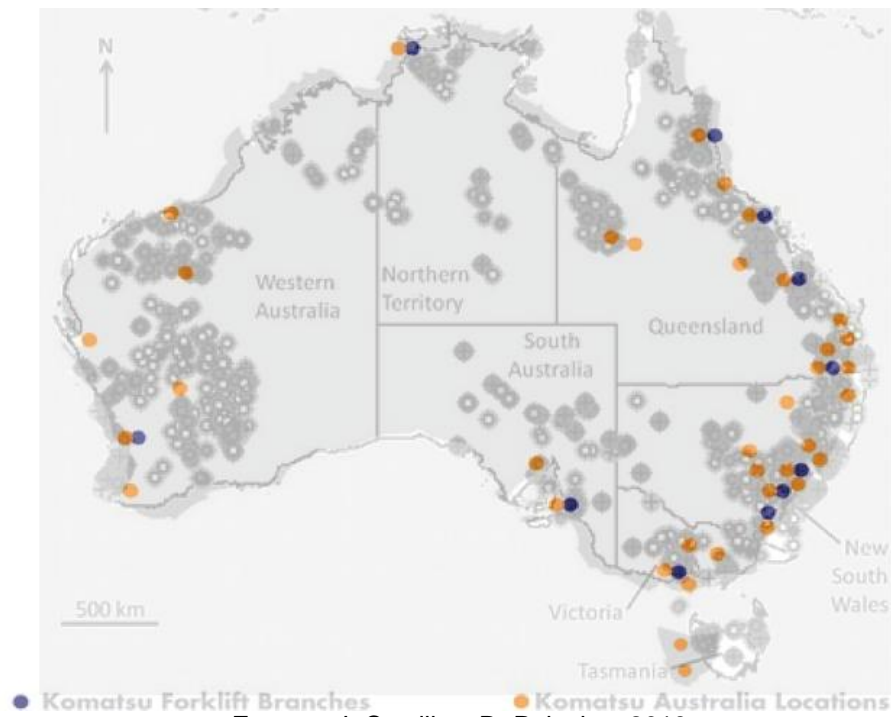 N
Western
Australia
Northern
Territory
Queensland
South
Australia
500 km
Victoria
New
South
Wales
Tasmania
Komatsu Forklift Branches
Komatsu Australia Locations